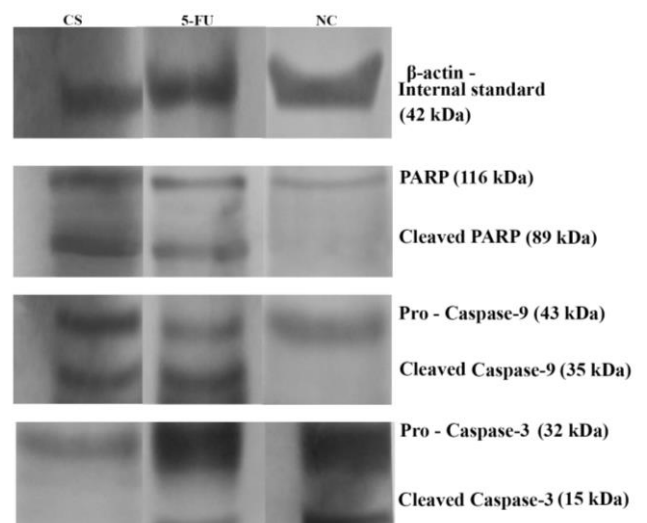 CS 5-FU NC
β-actin -
Internal standard
(42 kDa)
PARP (116 kDa)
Cleaved PARP (89 kDa)
Pro - Caspase-9 (43 kDa)
Cleaved Caspase-9 (35 kDa)
Pro - Caspase-3 (32 kDa)
Cleaved Caspase-3 (15 kDa)